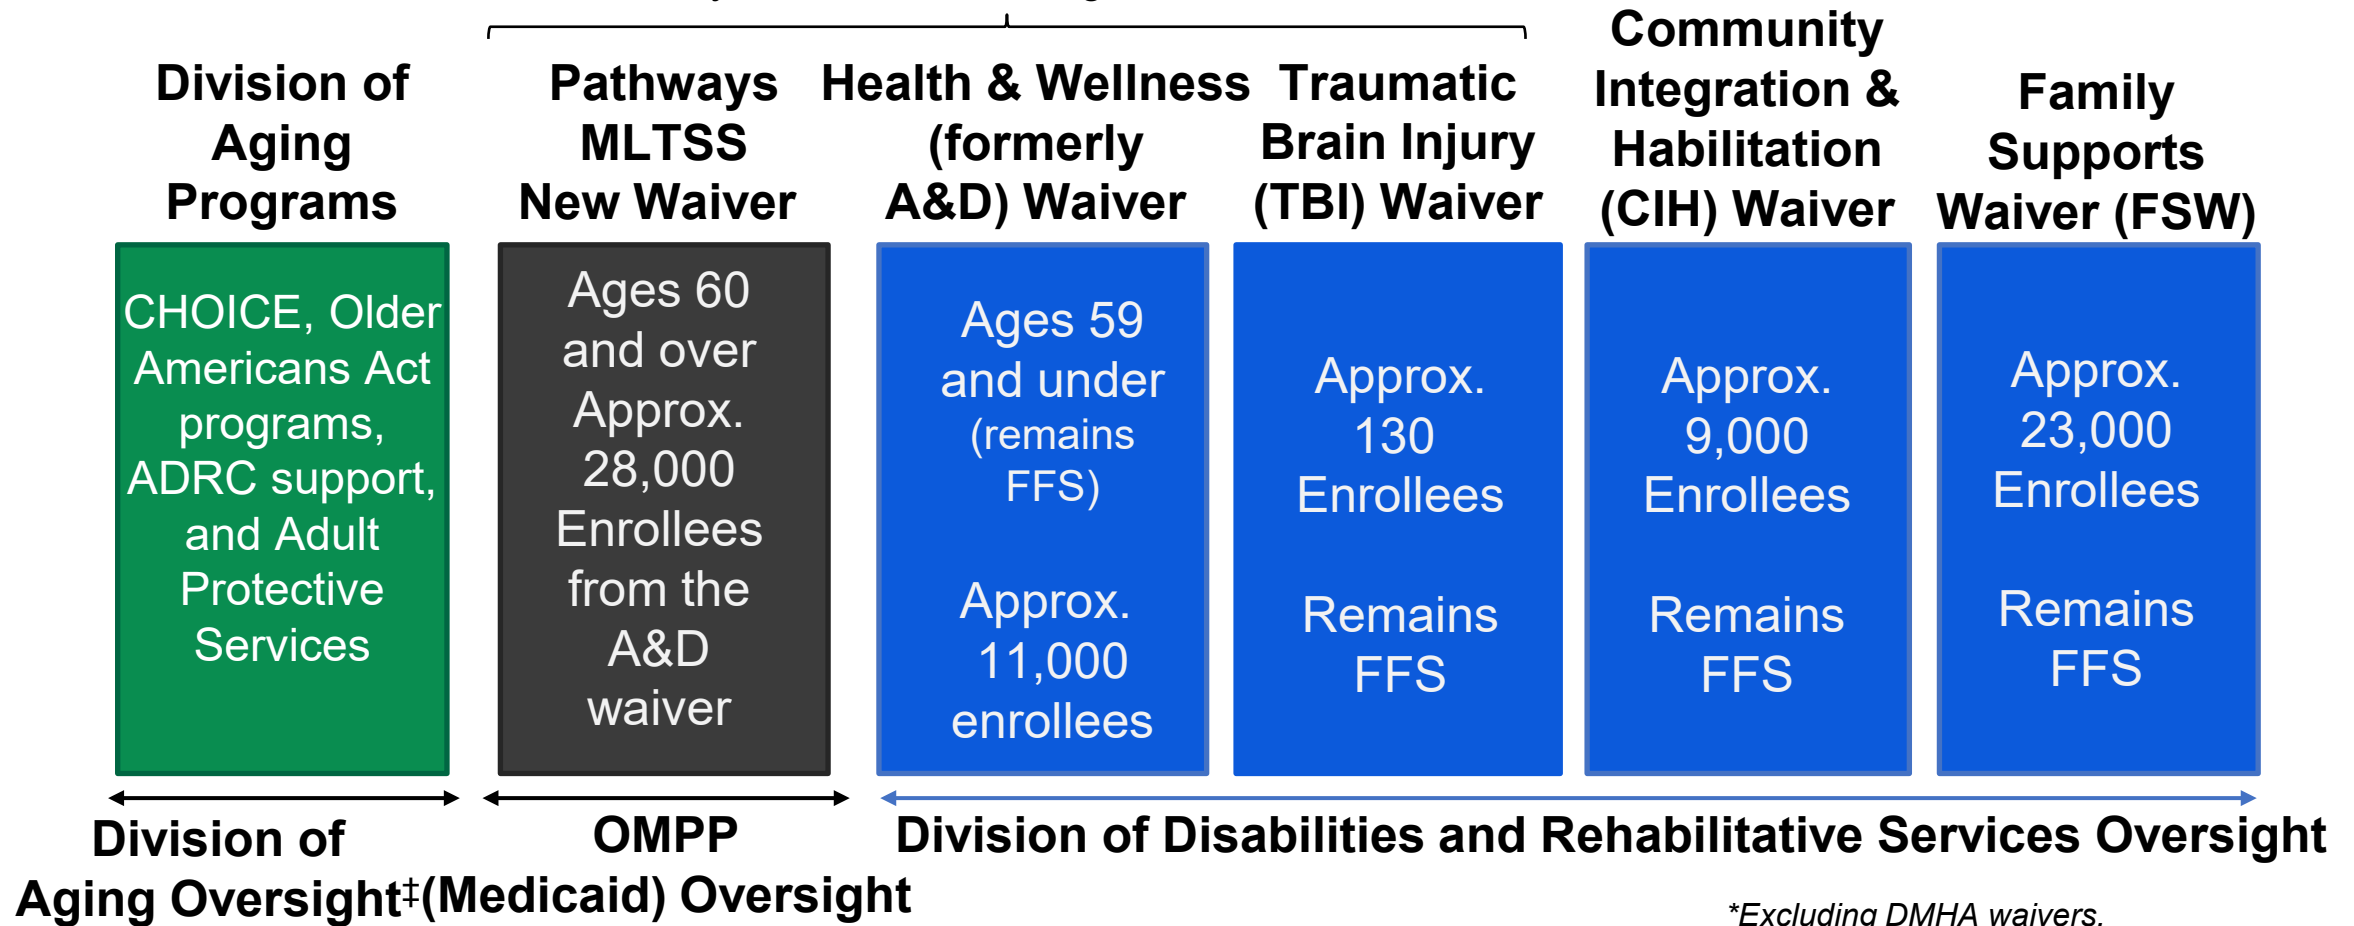 Division of
Aging
Programs
Pathways
MLTSS
New Waiver
Health & Wellness
(formerly
A&D) Waiver
Traumatic
Brain Injury
(TBI) Waiver
Community
Integration &
Habilitation
(CIH) Waiver
Family
Supports
Waiver (FSW)
CHOICE, Older
Americans Act
programs,
ADRC support,
and Adult
Protective
Services
Ages 60
and over
Approx.
28,000
Enrollees
from the
A&D
waiver
Ages 59
and under
(remains
FFS)
Approx.
11,000
enrollees
Approx.
130
Enrollees
Remains
FFS
Approx.
9,000
Enrollees
Remains
FFS
Approx.
23,000
Enrollees
Remains
FFS
Division of
Aging Oversight‡
OMPP
(Medicaid) Oversight
Division of Disabilities and Rehabilitative Services Oversight
*Excluding DMHA waivers.